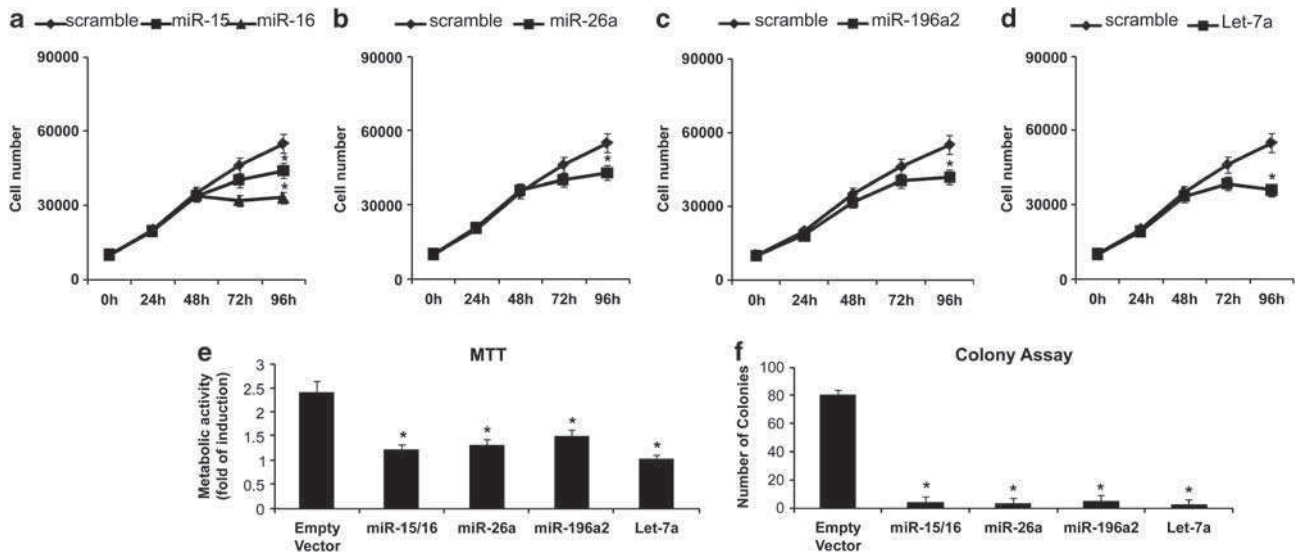 a
scramble miR-15 miR-16
Cell number
90000
60000
30000
0
0h 24h 48h 72h 96h
*
*
b
scramble miR-26a
Cell number
90000
60000
30000
0
0h 24h 48h 72h 96h
*
c
scramble miR-196a2
Cell number
90000
60000
30000
0
0h 24h 48h 72h 96h
*
d
scramble Let-7a
Cell number
90000
60000
30000
0
0h 24h 48h 72h 96h
*
e
MTT
Metabolic activity
(fold of induction)
3
2.5
2
1.5
1
0.5
0
* * * *
Empty miR-15/16 miR-26a miR-196a2 Let-7a
Vector
f
Colony Assay
Number of Colonies
100
80
60
40
20
0
* * * *
Empty miR-15/16 miR-26a miR-196a2 Let-7a
Vector